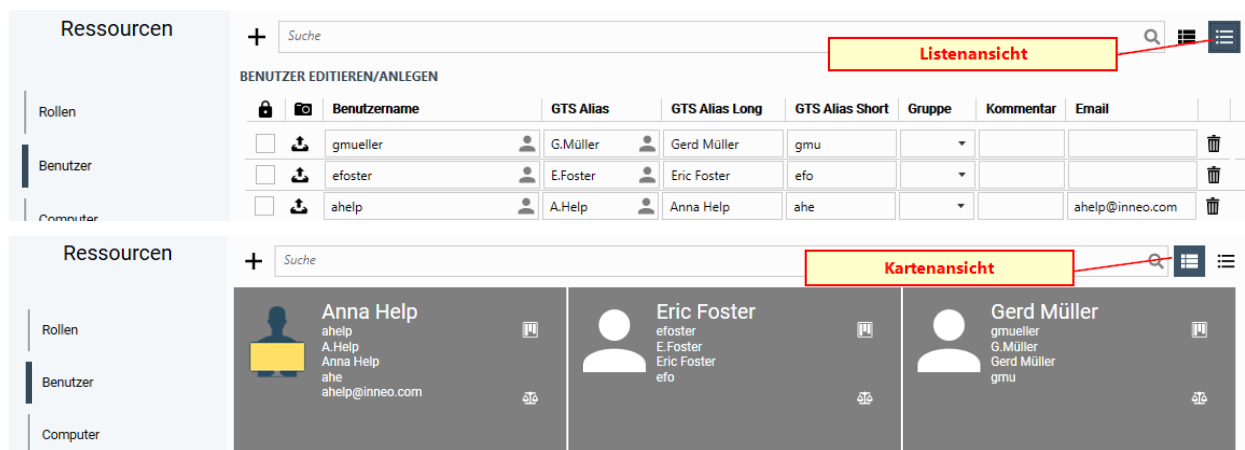 Ressourcen
Suche
Listenansicht
BENUTZER EDITIEREN/ANLEGEN
Benutzername GTS Alias GTS Alias Long GTS Alias Short Gruppe Kommentar Email
Rollen
gmueller G.Müller Gerd Müller gmu
Benutzer
efoster E.Foster Eric Foster efo
ahelp A.Help Anna Help ahe ahelp@inneo.com
Computer
Ressourcen
Suche
Kartenansicht
Rollen
Benutzer
Computer
Anna Help
ahelp
A.Help
Anna Help
ahe
ahelp@inneo.com
Eric Foster
efoster
E.Foster
Eric Foster
efo
Gerd Müller
gmueller
G.Müller
Gerd Müller
gmu